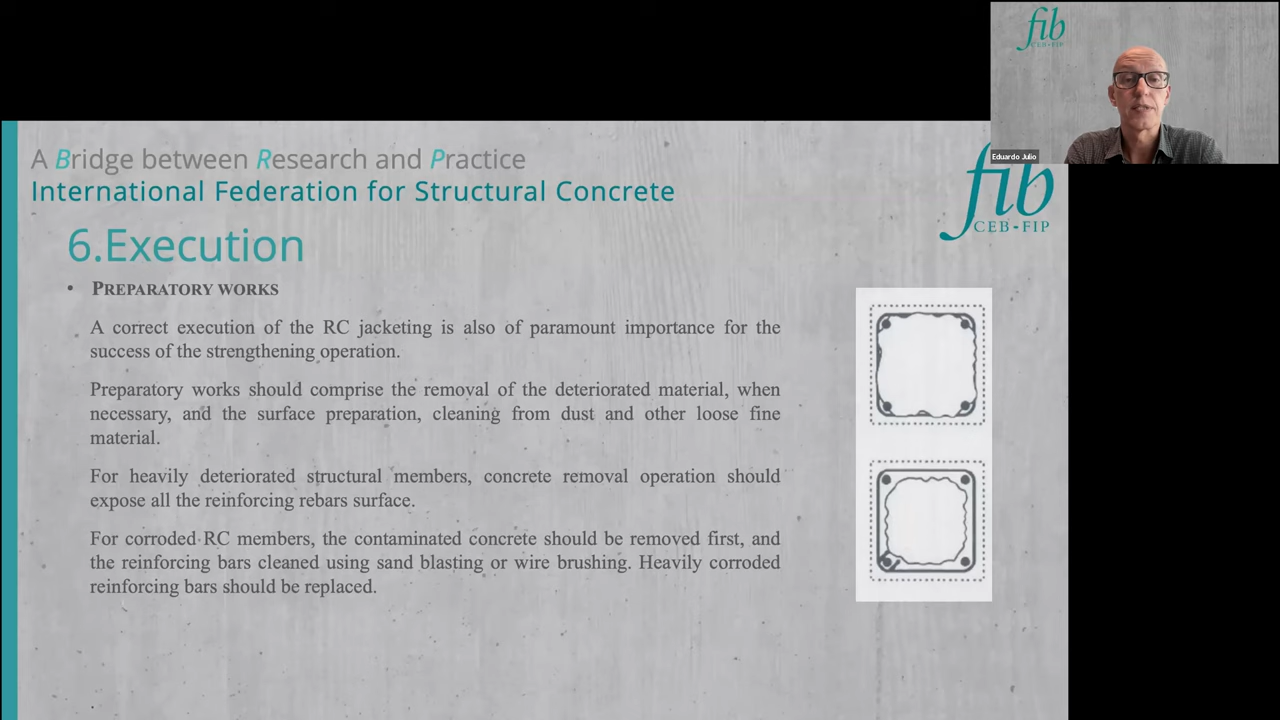 fib
CEB-FIP
Eduardo Julio
A Bridge between Research and Practice
International Federation for Structural Concrete
fib
CEB-FIP
6.Execution
• PREPARATORY WORKS
A correct execution of the RC jacketing is also of paramount importance for the
success of the strengthening operation.
Preparatory works should comprise the removal of the deteriorated material, when
necessary, and the surface preparation, cleaning from dust and other loose fine
material.
For heavily deteriorated structural members, concrete removal operation should
expose all the reinforcing rebars surface.
For corroded RC members, the contaminated concrete should be removed first, and
the reinforcing bars cleaned using sand blasting or wire brushing. Heavily corroded
reinforcing bars should be replaced.